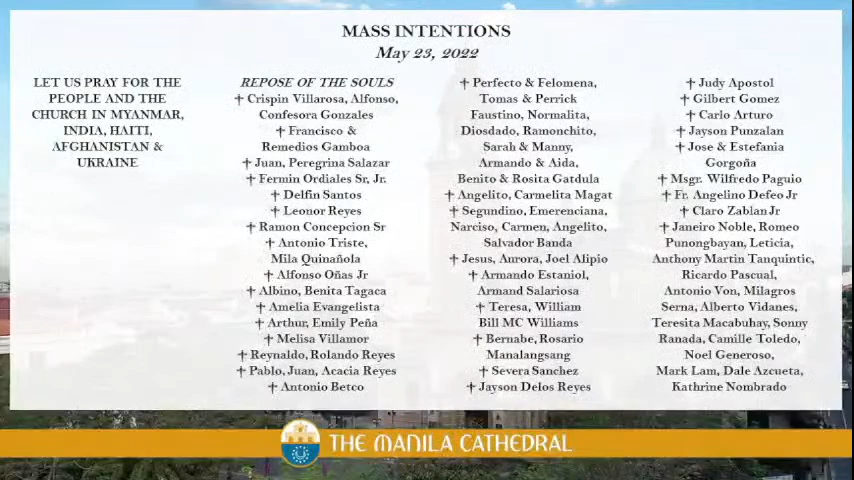 MASS INTENTIONS
May 23, 2022
LET US PRAY FOR THE
PEOPLE AND THE
CHURCH IN MYANMAR,
INDIA, HAITI,
AFGHANISTAN &
UKRAINE
REPOSE OF THE SOULS
✝ Crispin Villarosa, Alfonso,
Confesora Gonzales
✝ Francisco &
Remedios Gamboa
✝ Juan, Peregrina Salazar
✝ Fermin Ordiales Sr, Jr.
✝ Delfin Santos
✝ Leonor Reyes
✝ Ramon Concepcion Sr
✝ Antonio Triste,
Mila Quinañola
✝ Alfonso Oñas Jr
✝ Albino, Benita Tagaca
✝ Amelia Evangelista
✝ Arthur, Emily Peña
✝ Melisa Villamor
✝ Reynaldo, Rolando Reyes
✝ Pablo, Juan, Acacia Reyes
✝ Antonio Betco
✝ Perfecto & Felomena,
Tomas & Perrick
Faustino, Normalita,
Diosdado, Ramonchito,
Sarah & Manny,
Armando & Aida,
Benito & Rosita Gatdula
✝ Angelito, Carmelita Magat
✝ Segundino, Emerenciana,
Narciso, Carmen, Angelito,
Salvador Banda
✝ Jesus, Aurora, Joel Alipio
✝ Armando Estaniol,
Armand Salariosa
✝ Teresa, William
Bill MC Williams
✝ Bernabe, Rosario
Manalangsang
✝ Severa Sanchez
✝ Jayson Delos Reyes
✝ Judy Apostol
✝ Gilbert Gomez
✝ Carlo Arturo
✝ Jayson Punzalan
✝ Jose & Estefania
Gorgoña
✝ Msgr. Wilfredo Paguio
✝ Fr. Angelino Defeo Jr
✝ Claro Zablan Jr
✝ Janeiro Noble, Romeo
Punongbayan, Leticia,
Anthony Martin Tanquintic,
Ricardo Pascual,
Antonio Von, Milagros
Serna, Alberto Vidanes,
Teresita Macabuhay, Sonny
Ranada, Camille Toledo,
Noel Generoso,
Mark Lam, Dale Azcueta,
Kathrine Nombrado
THE MANILA CATHEDRAL